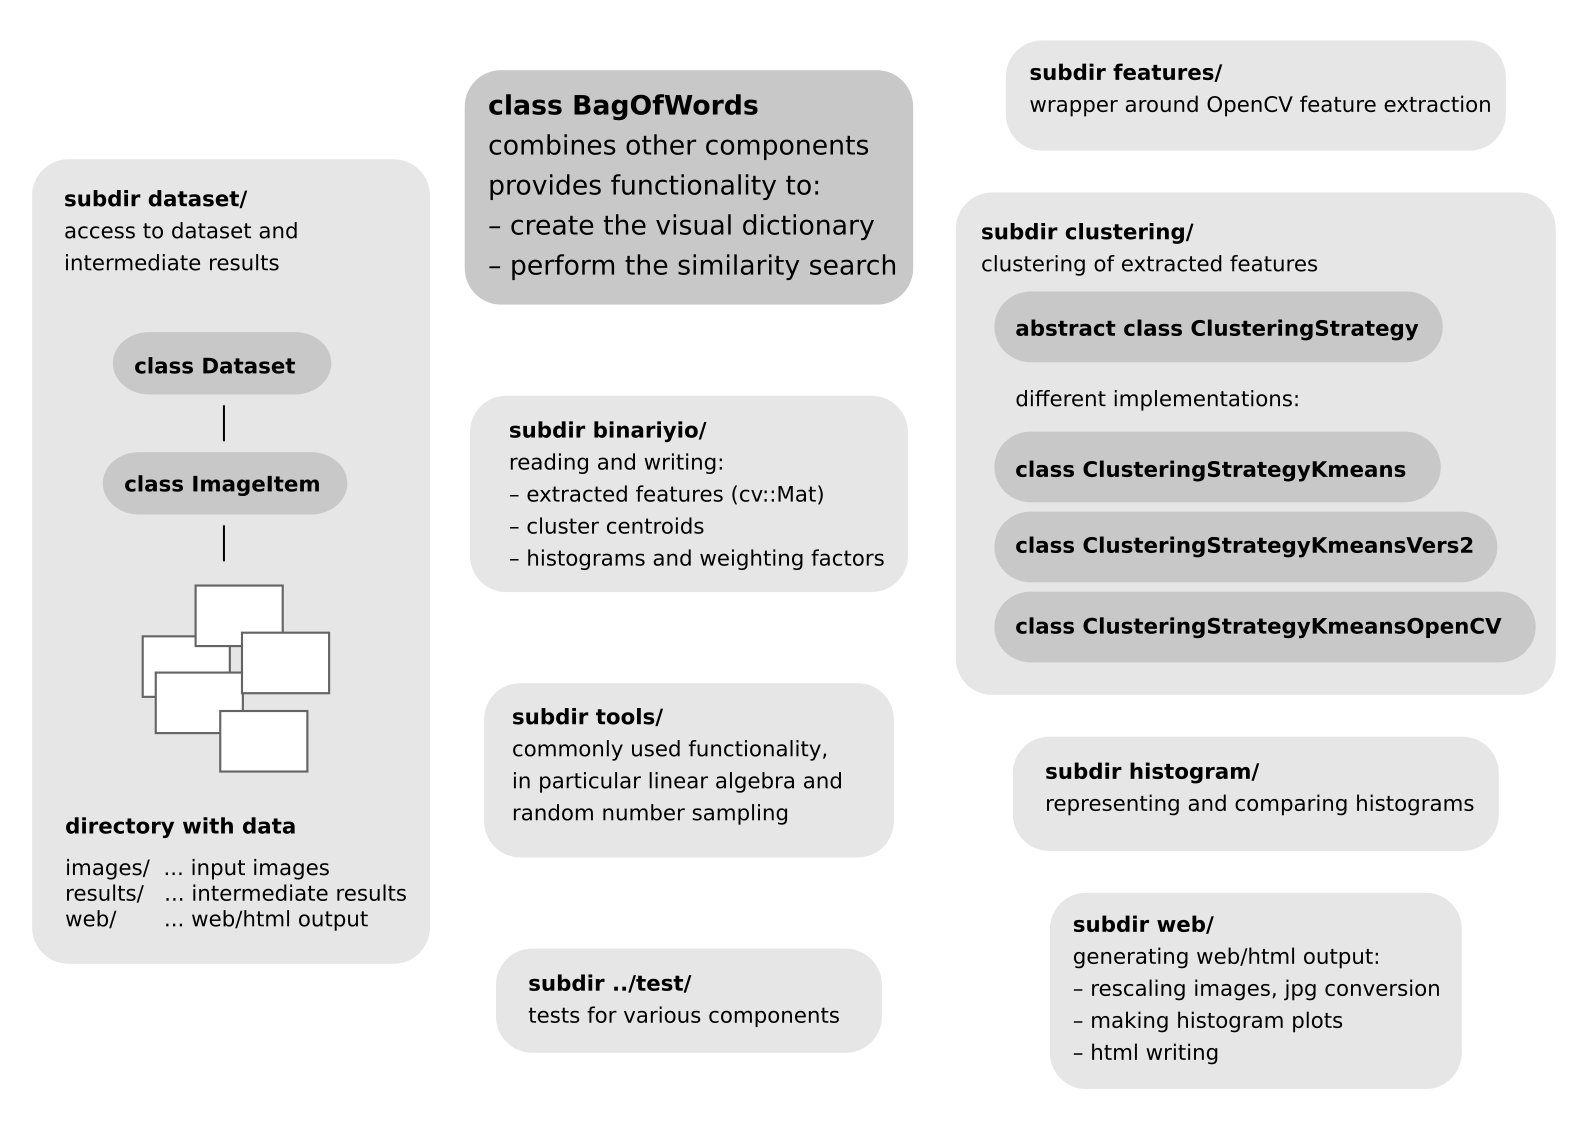 subdir dataset/
access to dataset and
intermediate results
class Dataset
class ImageItem
directory with data
images/ ... input images
results/ ... intermediate results
web/ ... web/html output
class BagOfWords
combines other components
provides functionality to:
– create the visual dictionary
– perform the similarity search
subdir binariyio/
reading and writing:
– extracted features (cv::Mat)
– cluster centroids
– histograms and weighting factors
subdir tools/
commonly used functionality,
in particular linear algebra and
random number sampling
subdir ../test/
tests for various components
subdir features/
wrapper around OpenCV feature extraction
subdir clustering/
clustering of extracted features
abstract class ClusteringStrategy
different implementations:
class ClusteringStrategyKmeans
class ClusteringStrategyKmeansVers2
class ClusteringStrategyKmeansOpenCV
subdir histogram/
representing and comparing histograms
subdir web/
generating web/html output:
– rescaling images, jpg conversion
– making histogram plots
– html writing